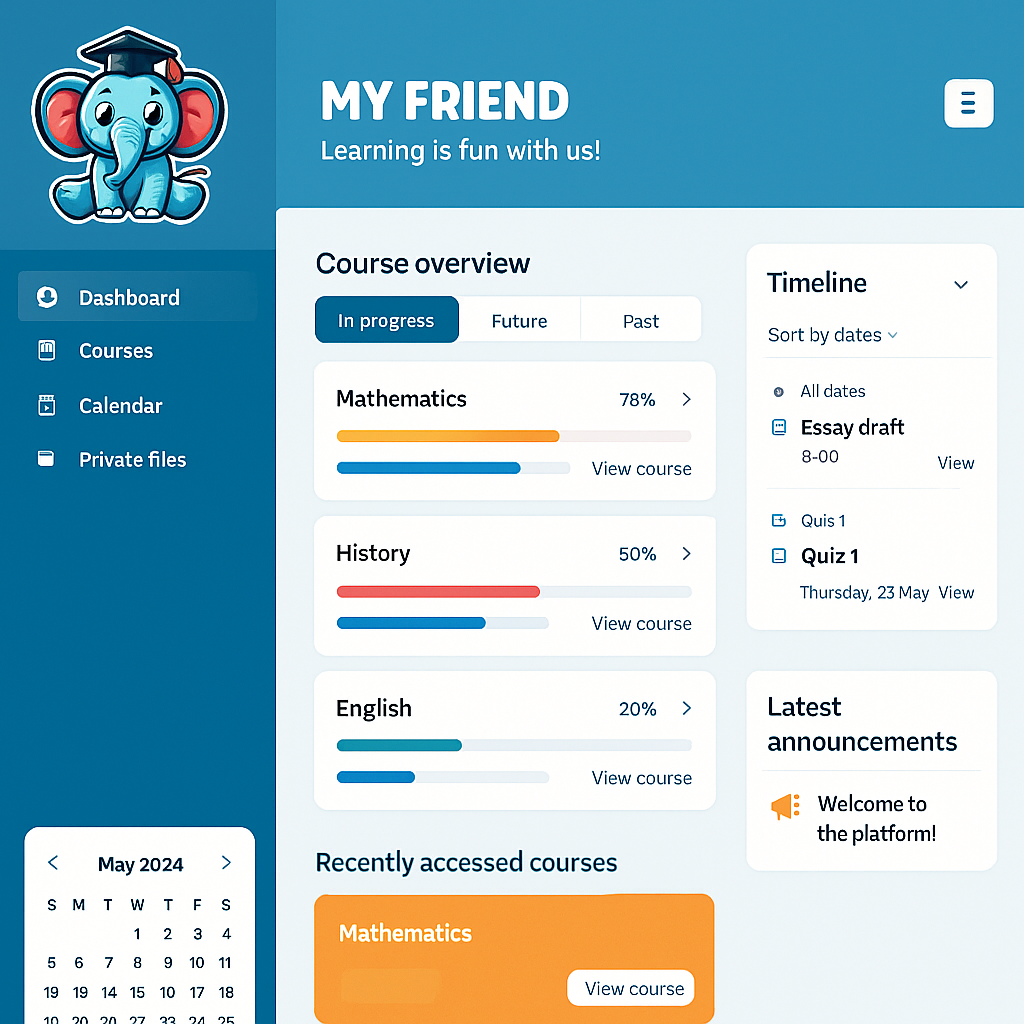 MY FRIEND
Learning is fun with us!
Dashboard
Courses
Calendar
Private files
May 2024
S M T W T F S
1 2 3 4
5 6 7 8 9 10 11
19 19 14 15 10 17 18
10 20 20 27 33 24 25
Course overview
In progress Future Past
Mathematics 78%
View course
History 50%
View course
English 20%
View course
Recently accessed courses
Mathematics
View course
Timeline
Sort by dates
All dates
Essay draft
8-00
View
Quis 1
Quiz 1
Thursday, 23 May View
Latest
announcements
Welcome to
the platform!